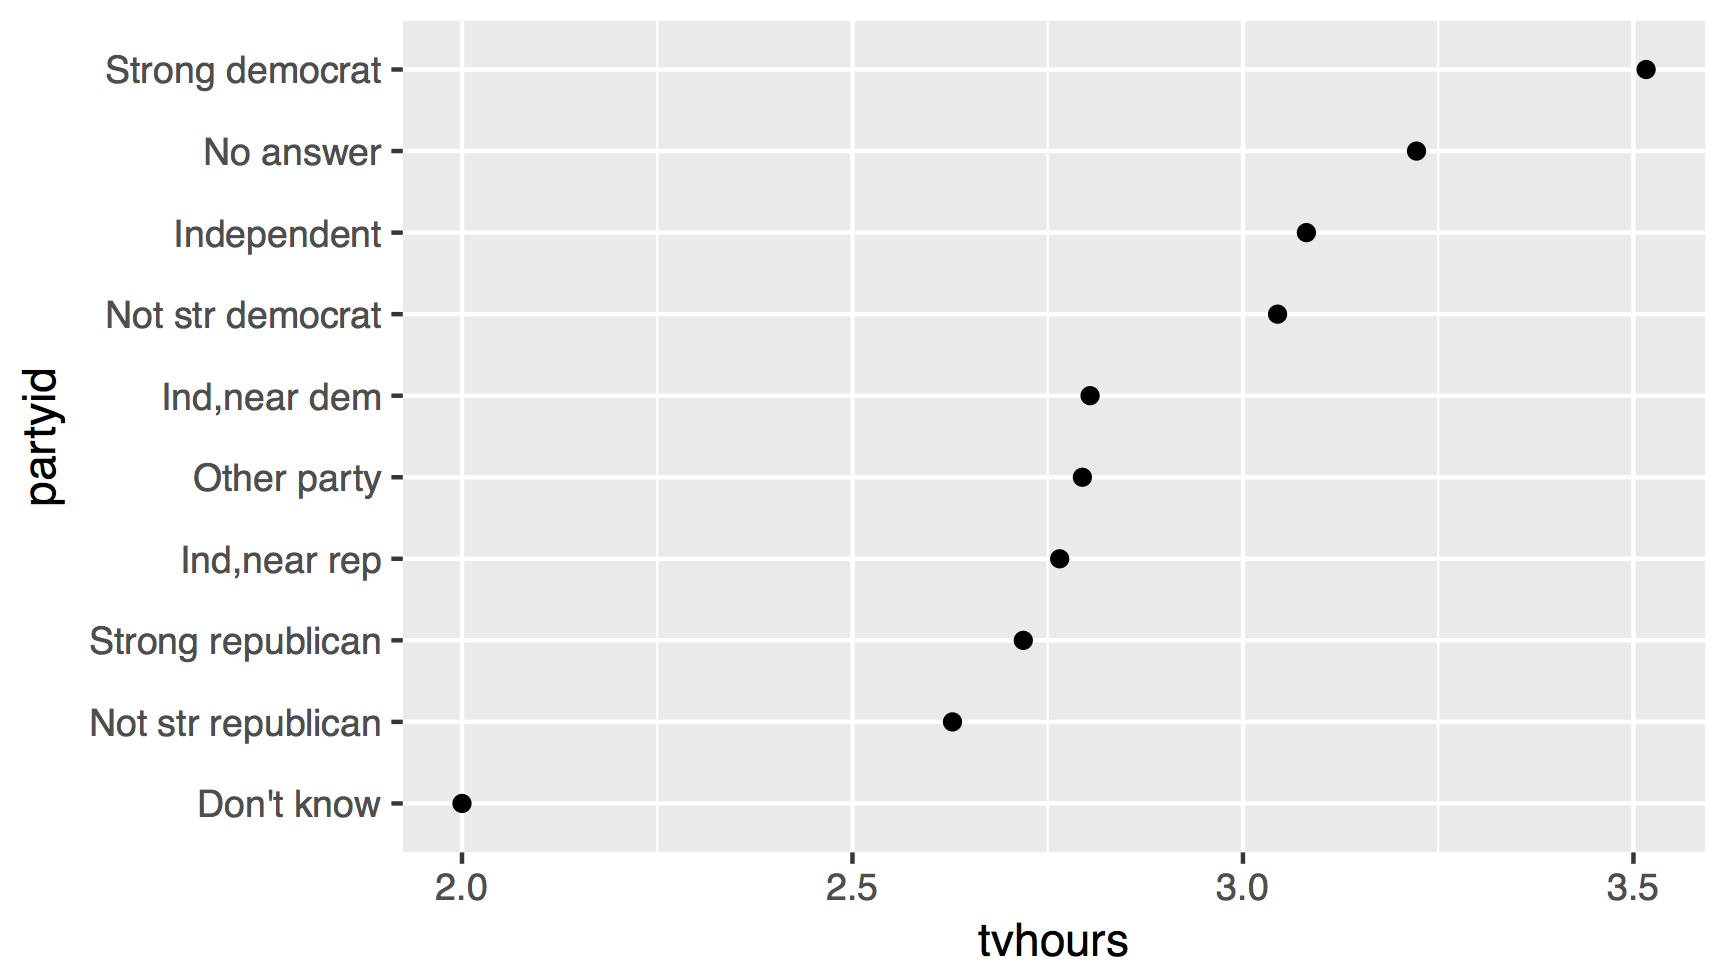 Strong democrat
No answer
Independent
Not str democrat
Ind,near dem
Other party
Ind,near rep
Strong republican
Not str republican
Don't know
partyid
2.0 2.5 3.0 3.5
tvhours